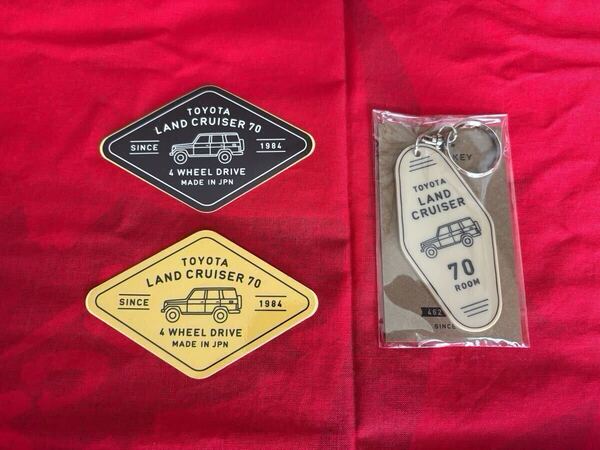 TOYOTA
LAND CRUISER 70
SINCE 1984
4 WHEEL DRIVE
MADE IN JPN
TOYOTA
LAND CRUISER 70
SINCE 1984
4 WHEEL DRIVE
MADE IN JPN
KEY
TOYOTA
LAND
CRUISER
70
ROOM
SINCE